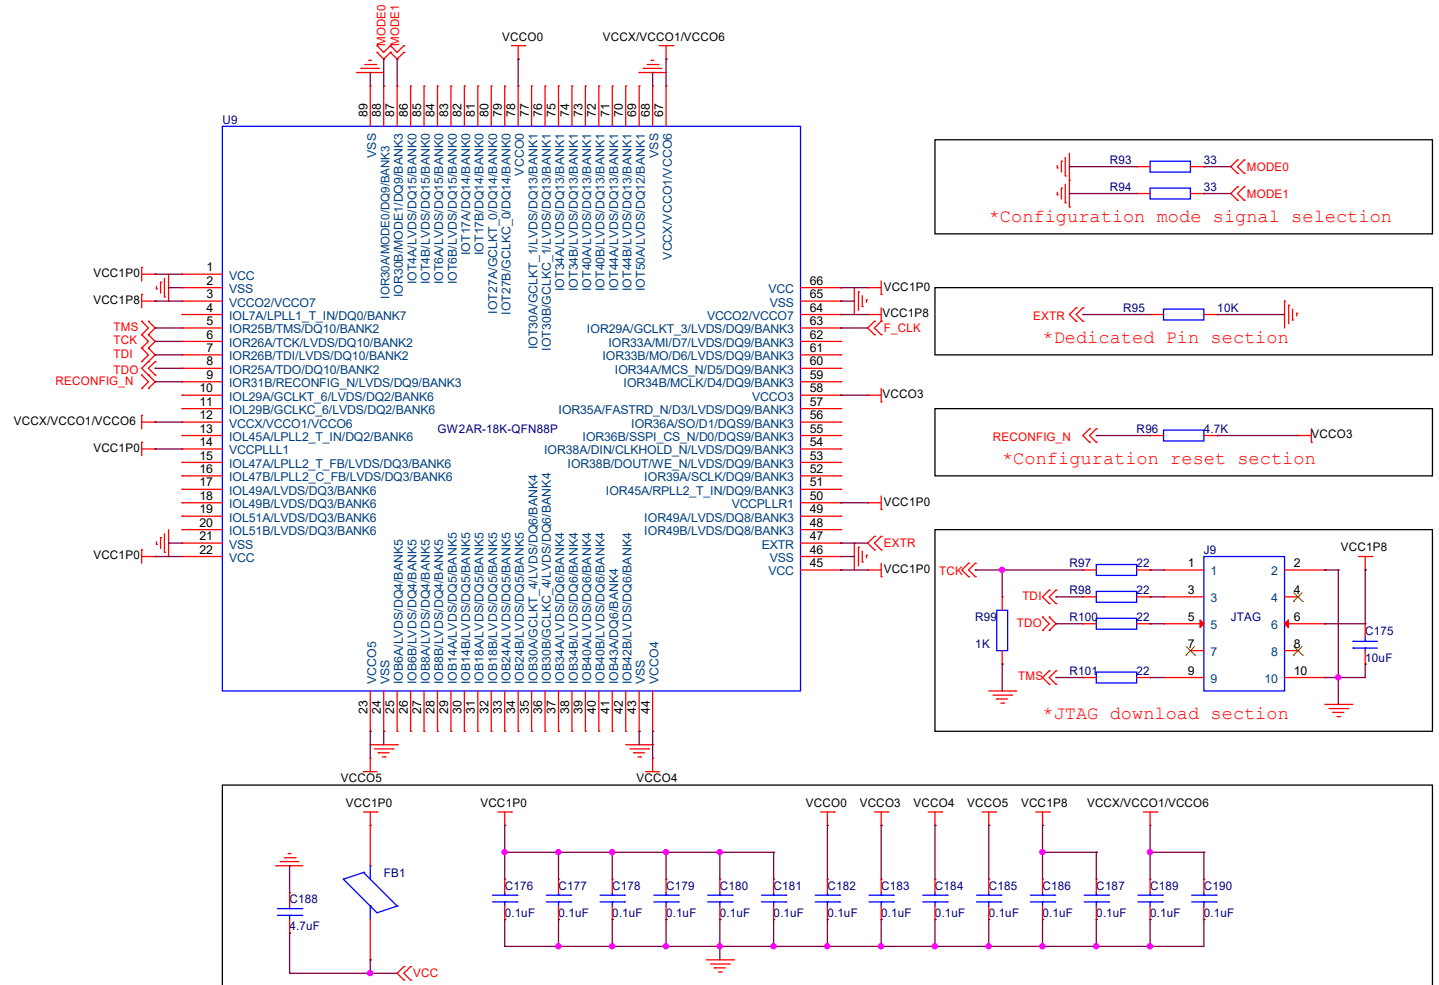 MODE0
MODE1
VCCO0
VCCX/VCCO1/VCCO6
89
88
87
86
85
84
83
82
81
80
79
78
77
76
75
74
73
72
71
70
69
68
67
U9
VSS
IOR30A/MODE0/DQ9/BANK3
IOR30B/MODE1/DQ9/BANK3
IOT4A/LVDS/DQ15/BANK0
IOT4B/LVDS/DQ15/BANK0
IOT6A/LVDS/DQ15/BANK0
IOT6B/LVDS/DQ15/BANK0
IOT17A/DQ14/BANK0
IOT17B/DQ14/BANK0
IOT27A/GCLKT_0/DQ14/BANK0
IOT27B/GCLKC_0/DQ14/BANK0
VCCO0
IOT30A/GCLKT_1/LVDS/DQ13/BANK1
IOT30B/GCLKC_1/LVDS/DQ13/BANK1
IOT34A/LVDS/DQ13/BANK1
IOT34B/LVDS/DQ13/BANK1
IOT40A/LVDS/DQ13/BANK1
IOT40B/LVDS/DQ13/BANK1
IOT44A/LVDS/DQ13/BANK1
IOT44B/LVDS/DQ13/BANK1
IOT50A/LVDS/DQ12/BANK1
VSS
VCCX/VCCO1/VCCO6
VCC1P0 1 VCC
2 VSS
VCC1P8 3 VCCO2/VCCO7
4 IOL7A/LPLL1_T_IN/DQ0/BANK7
TMS 5 IOR25B/TMS/DQ10/BANK2
TCK 6 IOR26A/TCK/LVDS/DQ10/BANK2
TDI 7 IOR26B/TDI/LVDS/DQ10/BANK2
TDO 8 IOR25A/TDO/DQ10/BANK2
RECONFIG_N 9 IOR31B/RECONFIG_N/LVDS/DQ9/BANK3
10 IOL29A/GCLKT_6/LVDS/DQ2/BANK6
11 IOL29B/GCLKC_6/LVDS/DQ2/BANK6
VCCX/VCCO1/VCCO6 12 VCCX/VCCO1/VCCO6
13 IOL45A/LPLL2_T_IN/DQ2/BANK6
VCC1P0 14 VCCPLLL1
15 IOL47A/LPLL2_T_FB/LVDS/DQ3/BANK6
16 IOL47B/LPLL2_C_FB/LVDS/DQ3/BANK6
17 IOL49A/LVDS/DQ3/BANK6
18 IOL49B/LVDS/DQ3/BANK6
19 IOL51A/LVDS/DQ3/BANK6
20 IOL51B/LVDS/DQ3/BANK6
21 VSS
VCC1P0 22 VCC
GW2AR-18K-QFN88P
VCC 66 VCC1P0
VSS 65
VCCO2/VCCO7 64 VCC1P8
IOR29A/GCLKT_3/LVDS/DQ9/BANK3 63 F_CLK
IOR33A/MI/D7/LVDS/DQ9/BANK3 62
IOR33B/MO/D6/LVDS/DQ9/BANK3 61
IOR34A/MCS_N/D5/DQ9/BANK3 60
IOR34B/MCLK/D4/DQ9/BANK3 59
VCCO3 58 VCCO3
IOR35A/FASTRD_N/D3/LVDS/DQ9/BANK3 57
IOR36A/SO/D1/DQS9/BANK3 56
IOR36B/SSPI_CS_N/D0/DQS9/BANK3 55
IOR38A/DIN/CLKHOLD_N/LVDS/DQ9/BANK3 54
IOR38B/DOUT/WE_N/LVDS/DQ9/BANK3 53
IOR39A/SCLK/DQ9/BANK3 52
IOR45A/RPLL2_T_IN/DQ9/BANK3 51
VCCPLLR1 50 VCC1P0
IOR49A/LVDS/DQ8/BANK3 49
IOR49B/LVDS/DQ8/BANK3 48
EXTR 47 EXTR
VSS 46
VCC 45 VCC1P0
VCCO5
VSS
IOB6A/LVDS/DQ4/BANK5
IOB6B/LVDS/DQ4/BANK5
IOB8A/LVDS/DQ4/BANK5
IOB8B/LVDS/DQ4/BANK5
IOB14A/LVDS/DQ5/BANK5
IOB14B/LVDS/DQ5/BANK5
IOB18A/LVDS/DQ5/BANK5
IOB18B/LVDS/DQ5/BANK5
IOB24A/LVDS/DQ5/BANK5
IOB24B/LVDS/DQ5/BANK5
IOB30A/GCLKT_4/LVDS/DQ6/BANK4
IOB30B/GCLKC_4/LVDS/DQ6/BANK4
IOB34A/LVDS/DQ6/BANK4
IOB34B/LVDS/DQ6/BANK4
IOB40A/LVDS/DQ6/BANK4
IOB40B/LVDS/DQ6/BANK4
IOB43A/DQ6/BANK4
IOB42B/LVDS/DQ6/BANK4
VSS
VCCO4
23
24
25
26
27
28
29
30
31
32
33
34
35
36
37
38
39
40
41
42
43
44
VCCO5
VCCO4
R93 33 MODE0
R94 33 MODE1
*Configuration mode signal selection
EXTR R95 10K
*Dedicated Pin section
RECONFIG_N R96 4.7K VCCO3
*Configuration reset section
J9 VCC1P8
TCK R97 22 1 1 2 2
TDI R98 22 3 3 4 4
R99 TDO R100 22 5 5 JTAG 6 6 C175
1K 7 7 8 8 10uF
TMS R101 22 9 9 10 10
*JTAG download section
VCC1P0 VCC1P0 VCCO0 VCCO3 VCCO4 VCCO5 VCC1P8 VCCX/VCCO1/VCCO6
FB1
C188 C176 C177 C178 C179 C180 C181 C182 C183 C184 C185 C186 C187 C189 C190
4.7uF 0.1uF 0.1uF 0.1uF 0.1uF 0.1uF 0.1uF 0.1uF 0.1uF 0.1uF 0.1uF 0.1uF 0.1uF 0.1uF 0.1uF
VCC